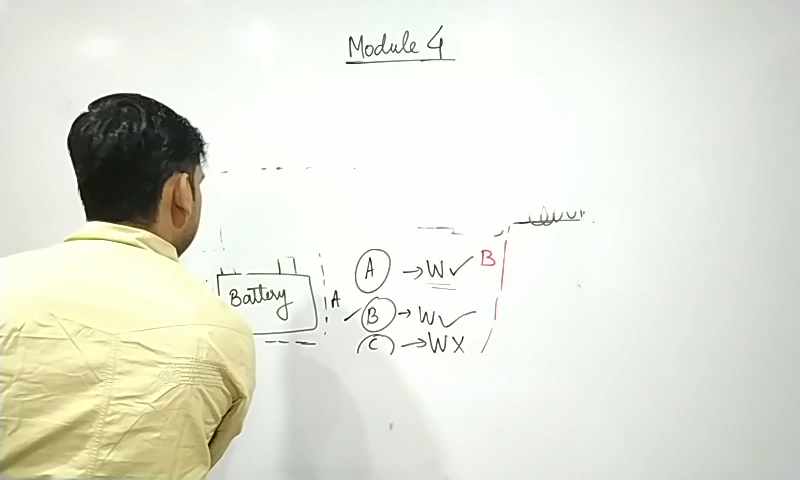 Module 4
A → W ✓ B
Battery A
✓ B → W ✓
C → W X